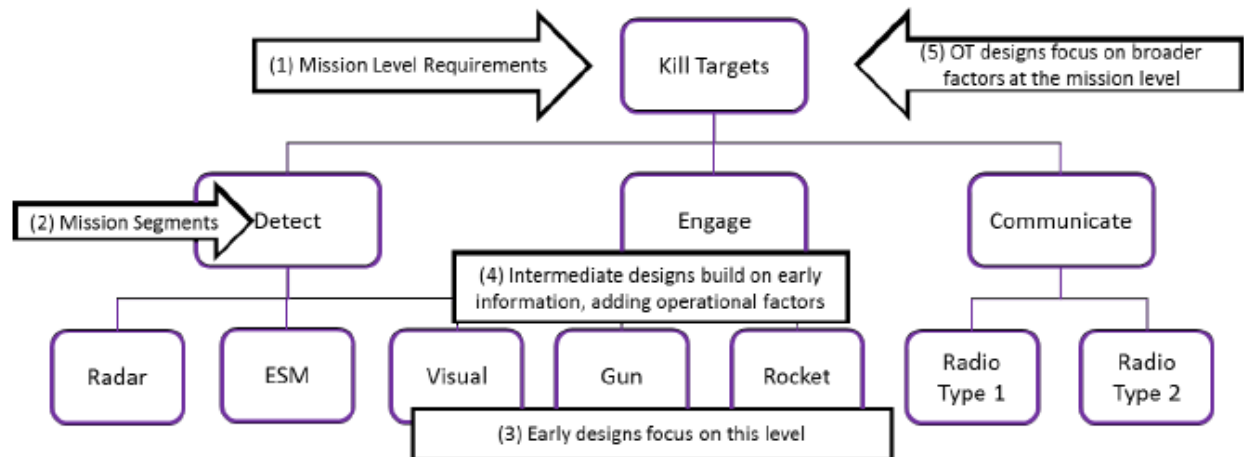 (1) Mission Level Requirements
Kill Targets
(5) OT designs focus on broader
factors at the mission level
(2) Mission Segments
Detect
Engage
Communicate
(4) Intermediate designs build on early
information, adding operational factors
Radar
ESM
Visual
Gun
Rocket
Radio
Type 1
Radio
Type 2
(3) Early designs focus on this level